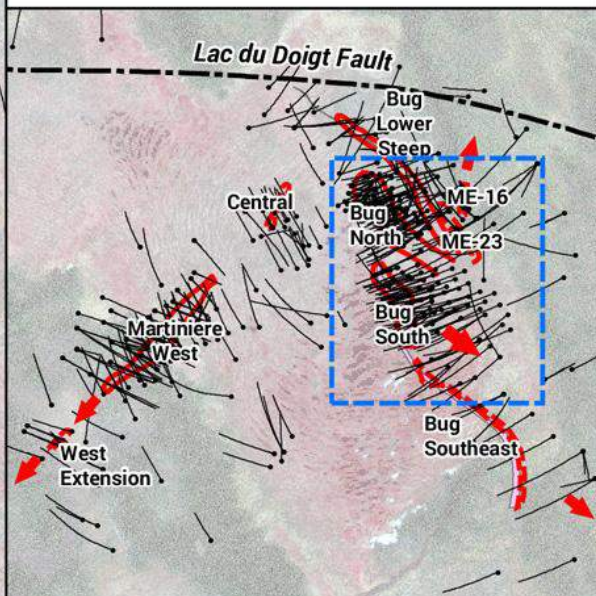 Lac du Doigt Fault
Bug
Lower
Steep
ME-16
Central
Bug
North
ME-23
Bug
South
Martiniere
West
Bug
Southeast
West
Extension